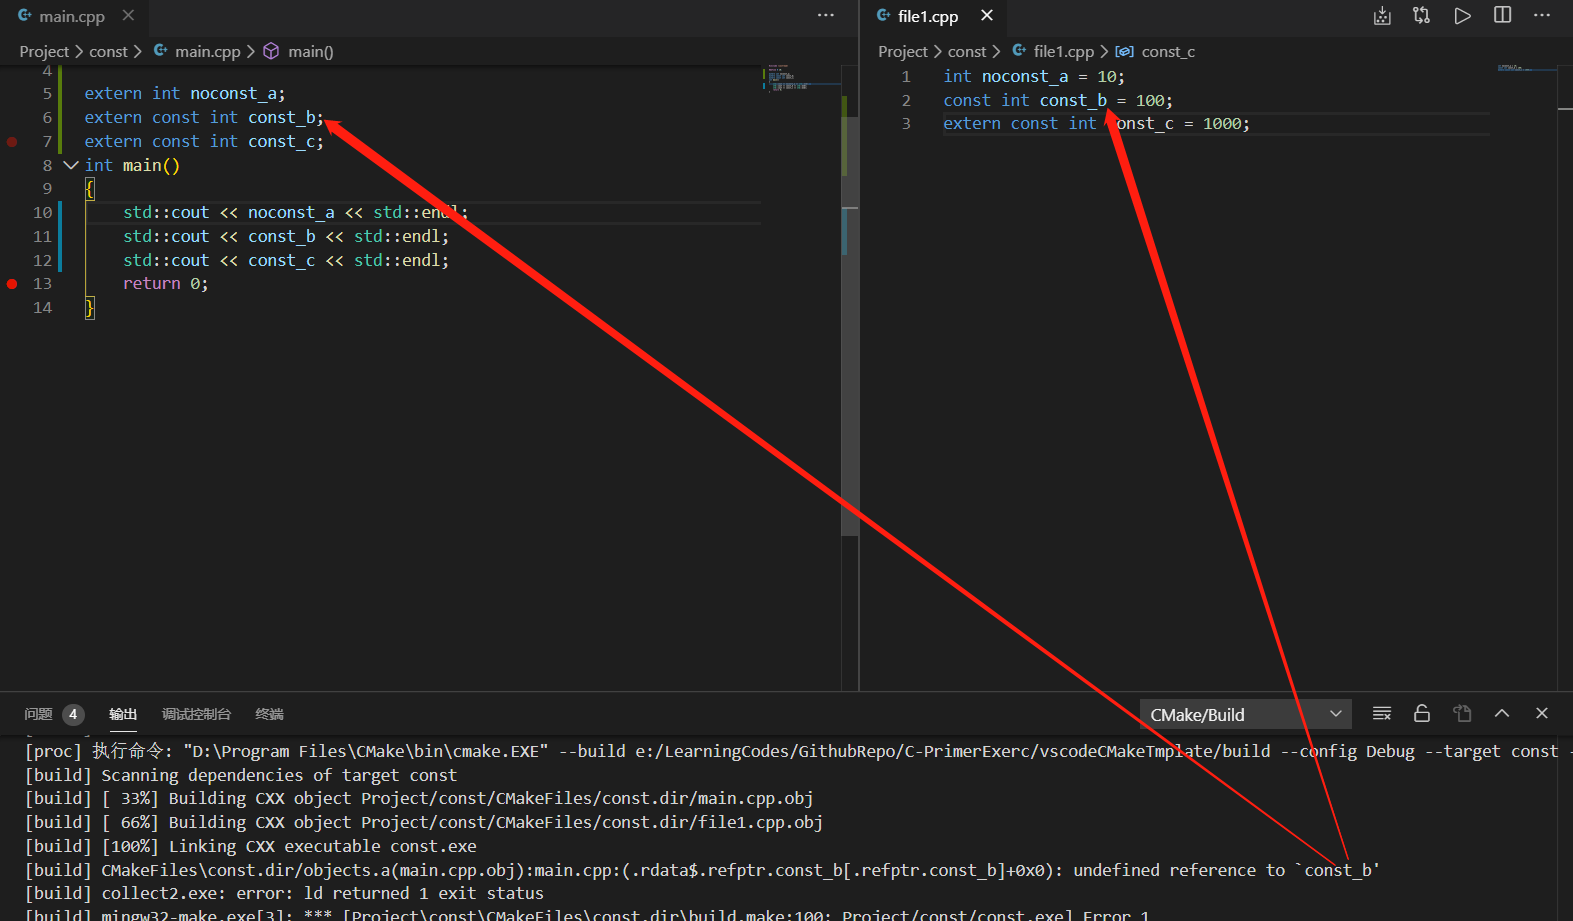 main.cpp
Project > const > main.cpp > main()
4
5 extern int noconst_a;
6 extern const int const_b;
7 extern const int const_c;
8 int main()
9 {
10 std::cout << noconst_a << std::endl;
11 std::cout << const_b << std::endl;
12 std::cout << const_c << std::endl;
13 return 0;
14 }
file1.cpp
Project > const > file1.cpp > const_c
1 int noconst_a = 10;
2 const int const_b = 100;
3 extern const int const_c = 1000;
问题 4 输出 调试控制台 终端 CMake/Build
[proc] 执行命令: "D:\Program Files\CMake\bin\cmake.EXE" --build e:/LearningCodes/GithubRepo/C-PrimerExerc/vscodeCMakeTmplate/build --config Debug --target const -
[build] Scanning dependencies of target const
[build] [ 33%] Building CXX object Project/const/CMakeFiles/const.dir/main.cpp.obj
[build] [ 66%] Building CXX object Project/const/CMakeFiles/const.dir/file1.cpp.obj
[build] [100%] Linking CXX executable const.exe
[build] CMakeFiles\const.dir/objects.a(main.cpp.obj):main.cpp:(.rdata$.refptr.const_b[.refptr.const_b]+0x0): undefined reference to `const_b'
[build] collect2.exe: error: ld returned 1 exit status
[build] mingw32-make.exe[3]: *** [Project\const\CMakeFiles\const.dir\build.make:100: Project/const/const.exe] Error 1